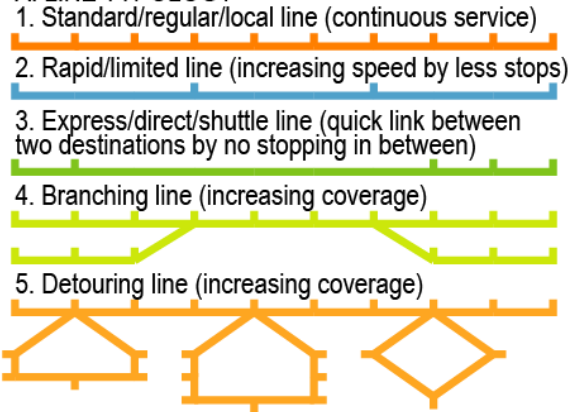 1. Standard/regular/local line (continuous service)
2. Rapid/limited line (increasing speed by less stops)
3. Express/direct/shuttle line (quick link between
two destinations by no stopping in between)
4. Branching line (increasing coverage)
5. Detouring line (increasing coverage)